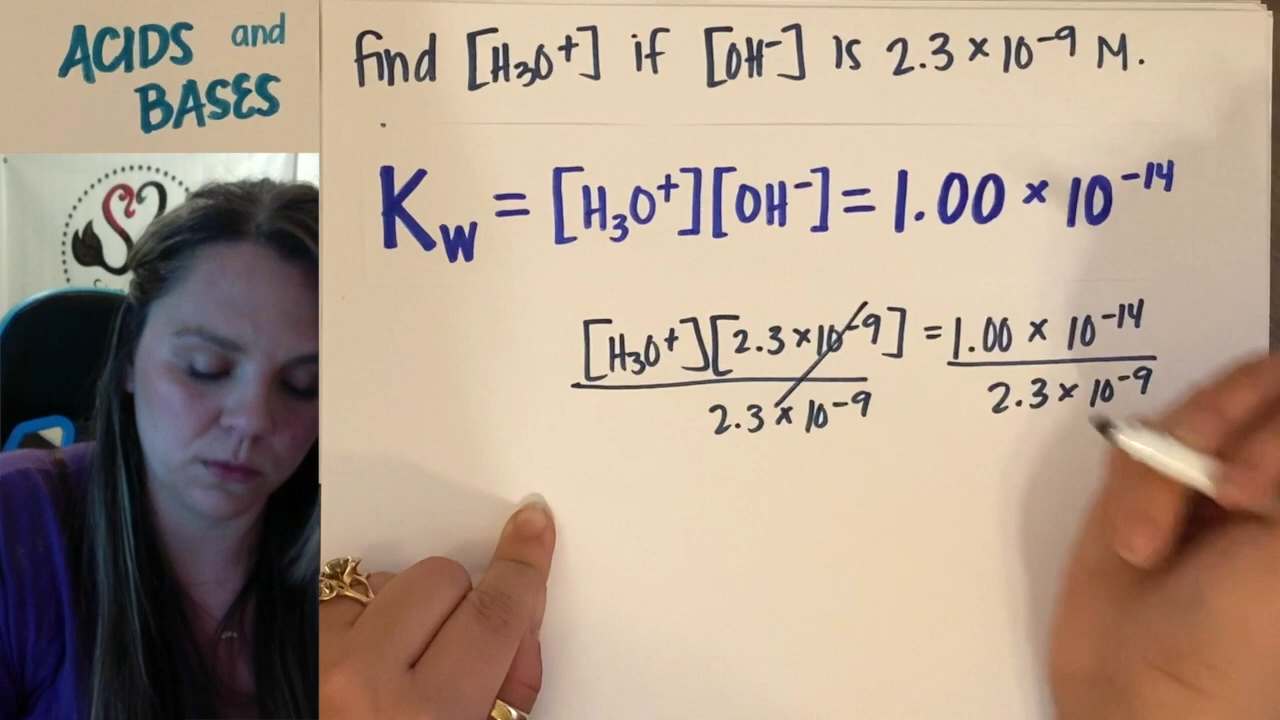 ACIDS and
BASES
find [H₃O⁺] if [OH⁻] is 2.3 × 10⁻⁹ M.
K_w = [H₃O⁺][OH⁻] = 1.00 × 10⁻¹⁴
[H₃O⁺][2.3 × 10⁻⁹] = 1.00 × 10⁻¹⁴
2.3 × 10⁻⁹ 2.3 × 10⁻⁹